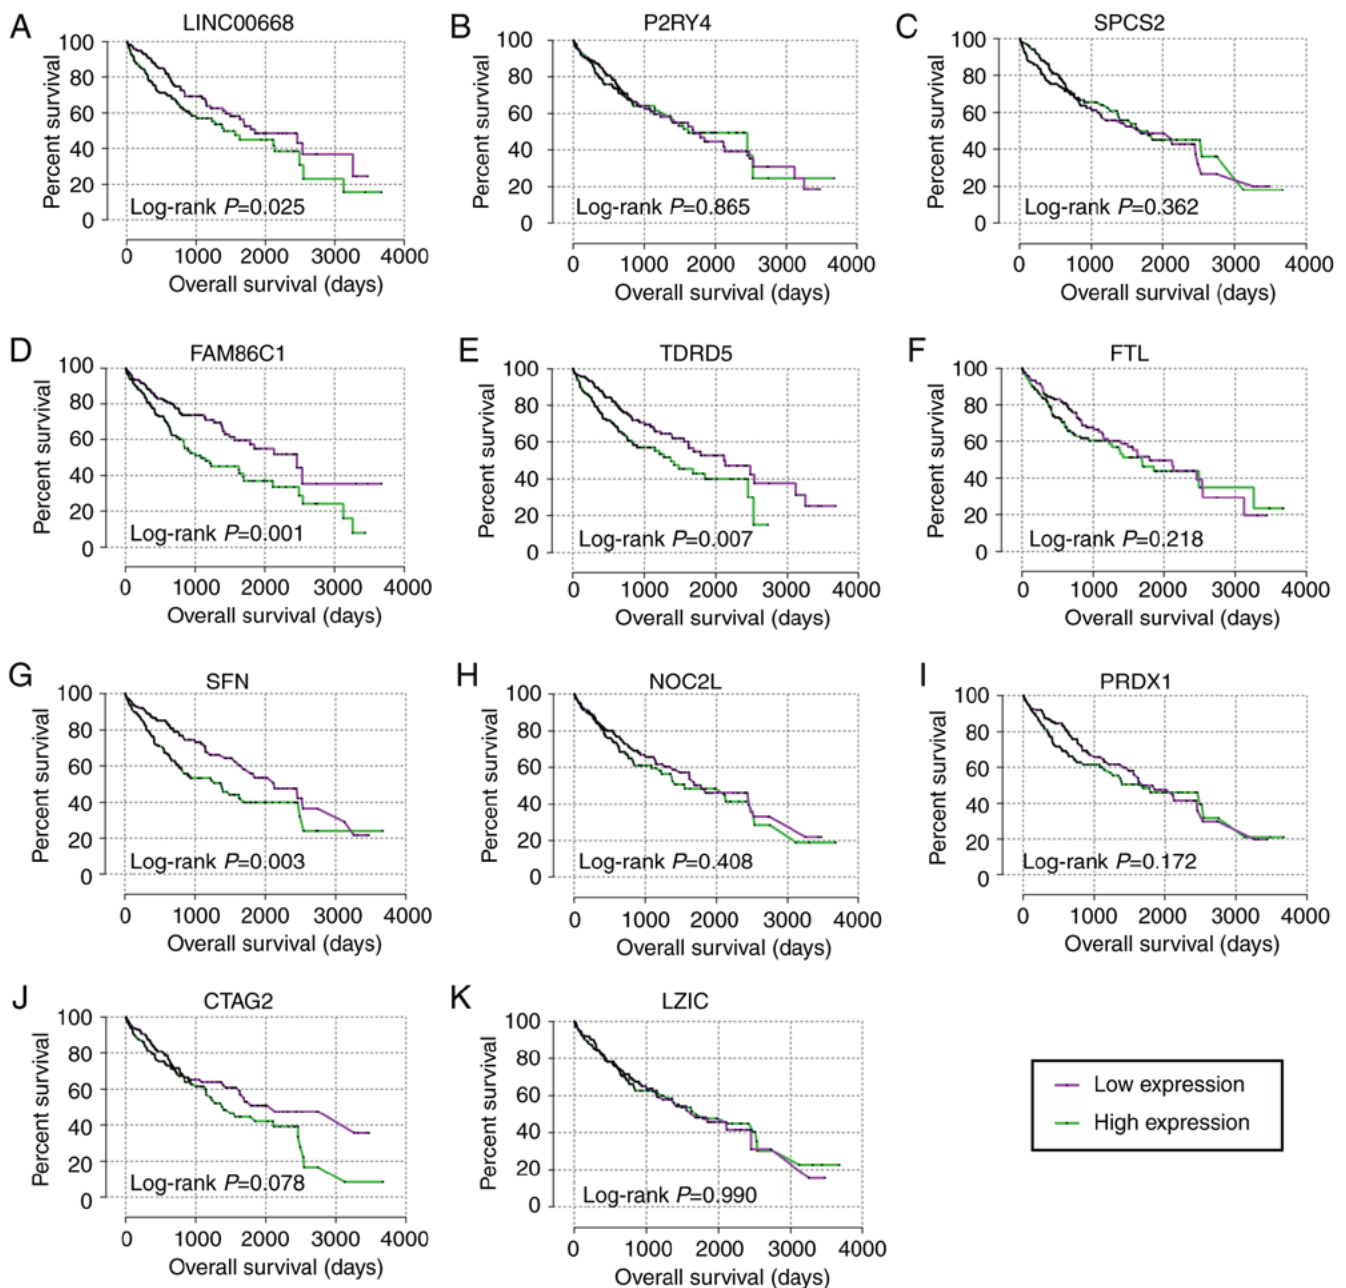 A
LINC00668
Percent survival
100
80
60
40
20
0
Log-rank P=0.025
0 1000 2000 3000 4000
Overall survival (days)
B
P2RY4
Percent survival
100
80
60
40
20
0
Log-rank P=0.865
0 1000 2000 3000 4000
Overall survival (days)
C
SPCS2
Percent survival
100
80
60
40
20
0
Log-rank P=0.362
0 1000 2000 3000 4000
Overall survival (days)
D
FAM86C1
Percent survival
100
80
60
40
20
0
Log-rank P=0.001
0 1000 2000 3000 4000
Overall survival (days)
E
TDRD5
Percent survival
100
80
60
40
20
0
Log-rank P=0.007
0 1000 2000 3000 4000
Overall survival (days)
F
FTL
Percent survival
100
80
60
40
20
0
Log-rank P=0.218
0 1000 2000 3000 4000
Overall survival (days)
G
SFN
Percent survival
100
80
60
40
20
0
Log-rank P=0.003
0 1000 2000 3000 4000
Overall survival (days)
H
NOC2L
Percent survival
100
80
60
40
20
0
Log-rank P=0.408
0 1000 2000 3000 4000
Overall survival (days)
I
PRDX1
Percent survival
100
80
60
40
20
0
Log-rank P=0.172
0 1000 2000 3000 4000
Overall survival (days)
J
CTAG2
Percent survival
100
80
60
40
20
0
Log-rank P=0.078
0 1000 2000 3000 4000
Overall survival (days)
K
LZIC
Percent survival
100
80
60
40
20
0
Log-rank P=0.990
0 1000 2000 3000 4000
Overall survival (days)
Low expression
High expression